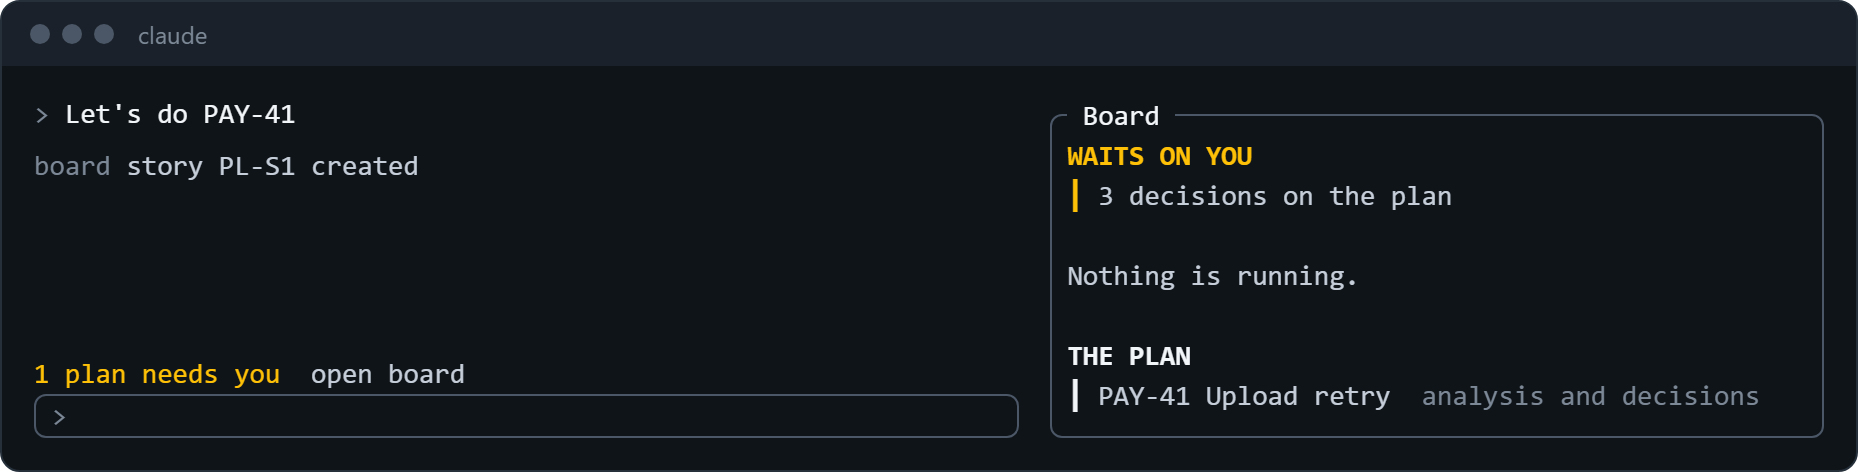 claude
> Let's do PAY-41
board story PL-S1 created
1 plan needs you  open board
>
Board
WAITS ON YOU
3 decisions on the plan
Nothing is running.
THE PLAN
PAY-41 Upload retry  analysis and decisions